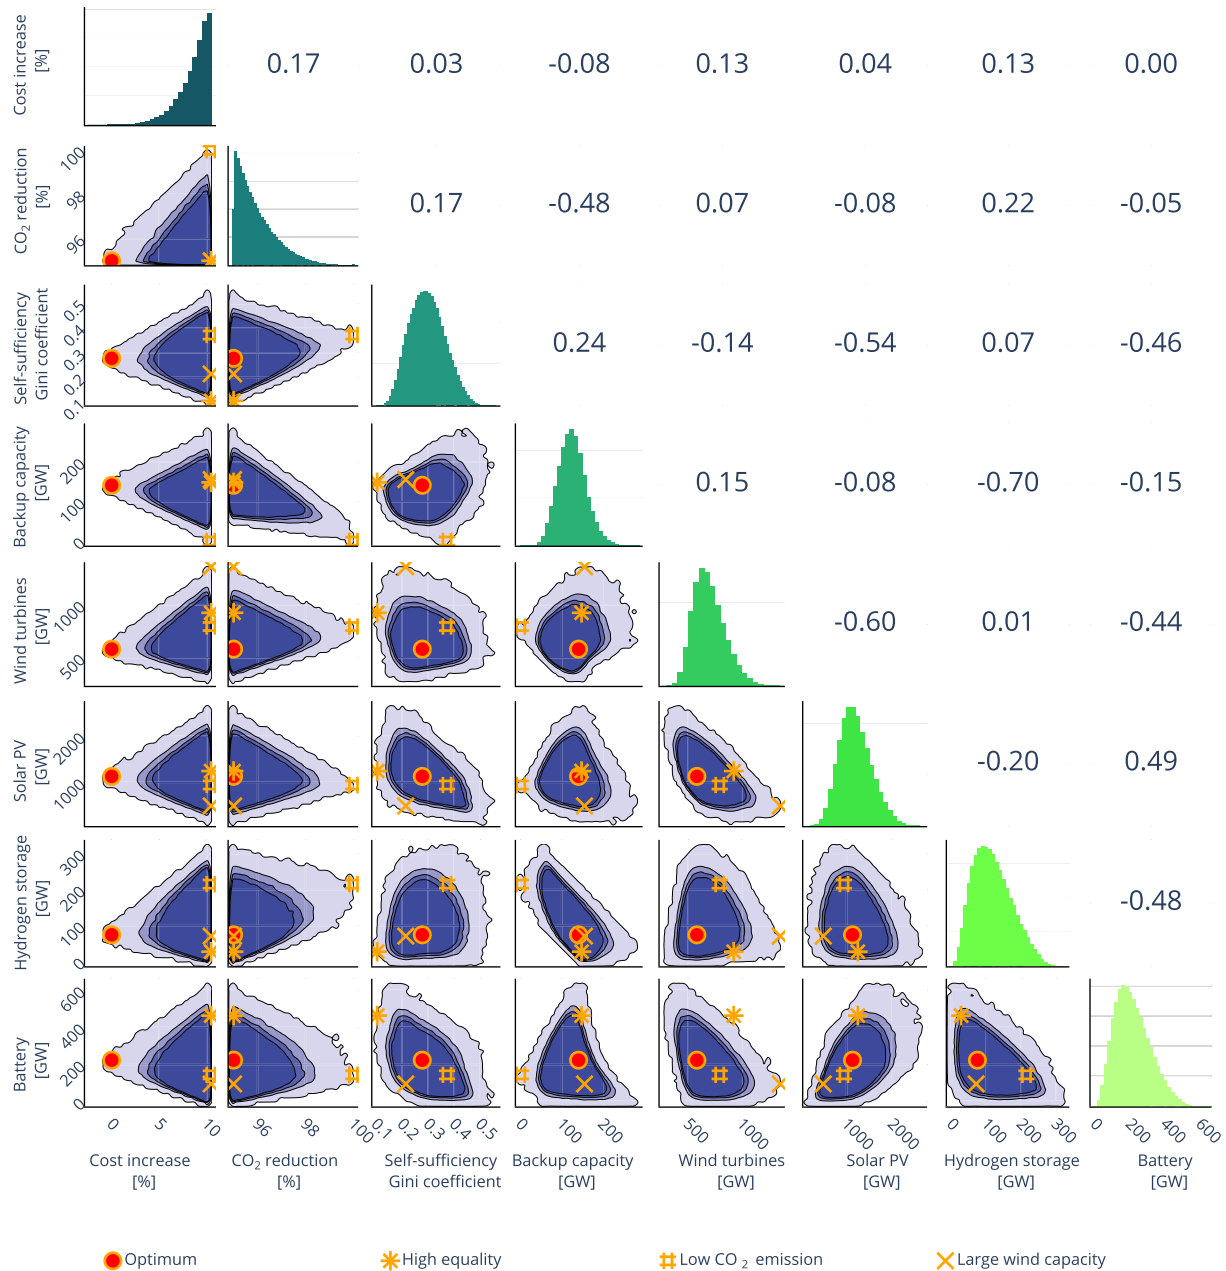 Cost increase
[%]
0.17
0.03
-0.08
0.13
0.04
0.13
0.00
CO2 reduction
[%]
100
98
96
0.17
-0.48
0.07
-0.08
0.22
-0.05
Self-sufficiency
Gini coefficient
0.5
0.4
0.3
0.2
0.1
0.24
-0.14
-0.54
0.07
-0.46
Backup capacity
[GW]
200
100
0
0.15
-0.08
-0.70
-0.15
Wind turbines
[GW]
1000
500
-0.60
0.01
-0.44
Solar PV
[GW]
2000
1000
-0.20
0.49
Hydrogen storage
[GW]
300
200
100
0
-0.48
Battery
[GW]
600
400
200
0
0 5 10
96 98 100
0.1 0.2 0.3 0.4 0.5
0 100 200
500 1000
1000 2000
0 100 200 300
0 200 400 600
Cost increase
[%]
CO2 reduction
[%]
Self-sufficiency
Gini coefficient
Backup capacity
[GW]
Wind turbines
[GW]
Solar PV
[GW]
Hydrogen storage
[GW]
Battery
[GW]
Optimum
High equality
Low CO2 emission
Large wind capacity